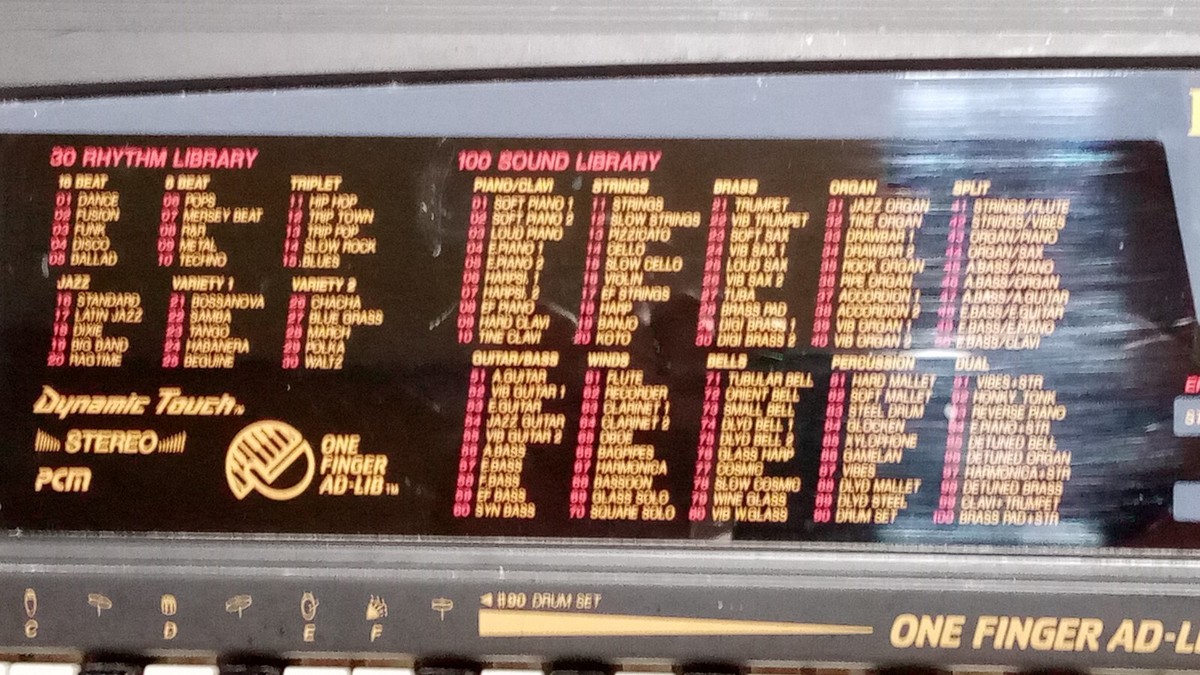 30 RHYTHM LIBRARY
16 BEAT
01 DANCE
02 FUSION
03 FUNK
04 DISCO
05 BALLAD
8 BEAT
06 POPS
07 MERSEY BEAT
08 R&B
09 METAL
10 TECHNO
TRIPLET
11 HIP HOP
12 TRIP TOWN
13 TRIP POP
14 SLOW ROCK
15 BLUES
JAZZ
16 STANDARD
17 LATIN JAZZ
18 DIXIE
19 BIG BAND
20 RAGTIME
VARIETY 1
21 BOSSANOVA
22 SAMBA
23 TANGO
24 HABANERA
25 BEGUINE
VARIETY 2
26 CHACHA
27 BLUE GRASS
28 MARCH
29 POLKA
30 WALTZ
Dynamic Touch TM
STEREO
PCM
ONE
FINGER
AD-LIB TM
100 SOUND LIBRARY
PIANO/CLAVI
01 SOFT PIANO 1
02 SOFT PIANO 2
03 DUO PIANO
04 E.PIANO 1
05 E.PIANO 2
06 HARPSI. 1
07 HARPSI. 2
08 EF PIANO
09 HARD CLAVI
10 TINE CLAVI
STRINGS
11 STRINGS
12 SLOW STRINGS
13 PIZZICATO
14 CELLO
15 SLOW CELLO
16 VIOLIN
17 EF STRINGS
18 HARP
19 BANJO
20 KOTO
BRASS
21 TRUMPET
22 VIB TRUMPET
23 SOFT SAX
24 VIB SAX 1
25 LOUD SAX
26 VIB SAX 2
27 TUBA
28 BRASS PAD
29 DIGI BRASS 1
30 DIGI BRASS 2
ORGAN
31 JAZZ ORGAN
32 TINE ORGAN
33 DRAWBAR 1
34 DRAWBAR 2
35 ROCK ORGAN
36 PIPE ORGAN
37 ACCORDION 1
38 ACCORDION 2
39 VIB ORGAN 1
40 VIB ORGAN 2
SPLIT
41 STRINGS/FLUTE
42 STRINGS/VIBES
43 ORGAN/PIANO
44 ORGAN/SAX
45 A.BASS/PIANO
46 A.BASS/ORGAN
47 A.BASS/A.GUITAR
48 E.BASS/E.GUITAR
49 E.BASS/E.PIANO
50 E.BASS/CLAVI
GUITAR/BASS
51 A.GUITAR
52 VIB GUITAR 1
53 E.GUITAR
54 JAZZ GUITAR
55 VIB GUITAR 2
56 A.BASS
57 E.BASS
58 BASS
59 EF BASS
60 SYN BASS
WINDS
61 FLUTE
62 RECORDER
63 CLARINET 1
64 CLARINET 2
65 OBOE
66 BAGPIPES
67 HARMONICA
68 BASSOON
69 GLASS SOLO
70 SQUARE SOLO
BELLS
71 TUBULAR BELL
72 ORIENT BELL
73 SMALL BELL
74 DLYD BELL 1
75 DLYD BELL 2
76 GLASS HARP
77 COSMIC
78 SLOW COSMIC
79 WINE GLASS
80 VIB W.GLASS
PERCUSSION
81 HARD MALLET
82 SOFT MALLET
83 STEEL DRUM
84 GLOCKEN
85 XYLOPHONE
86 GAMELAN
87 VIBES
88 DLYD MALLET
89 DLYD STEEL
90 DRUM SET
DUAL
91 VIBES+STR
92 HONKY TONK
93 REVERSE PIANO
94 E.PIANO+STR
95 DETUNED BELL
96 DETUNED ORGAN
97 HARMONICA+STR
98 DETUNED BRASS
99 CLAVI+TRUMPET
100 BRASS PAD+STR
C D E F
#90 DRUM SET
ONE FINGER AD-L